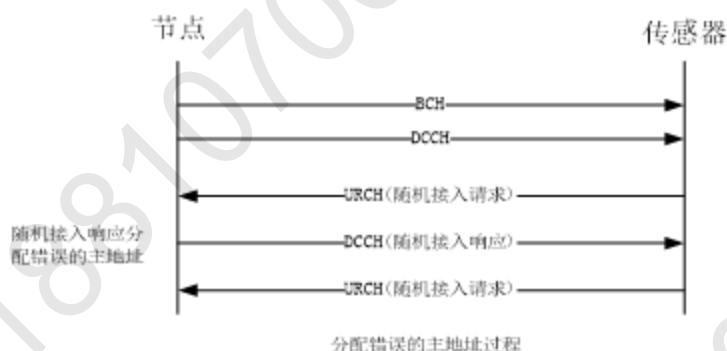 节点
传感器
BCH
DCCH
URCH(随机接入请求)
随机接入响应分
配错误的主地址
DCCH(随机接入响应)
URCH(随机接入请求)
分配错误的主地址过程